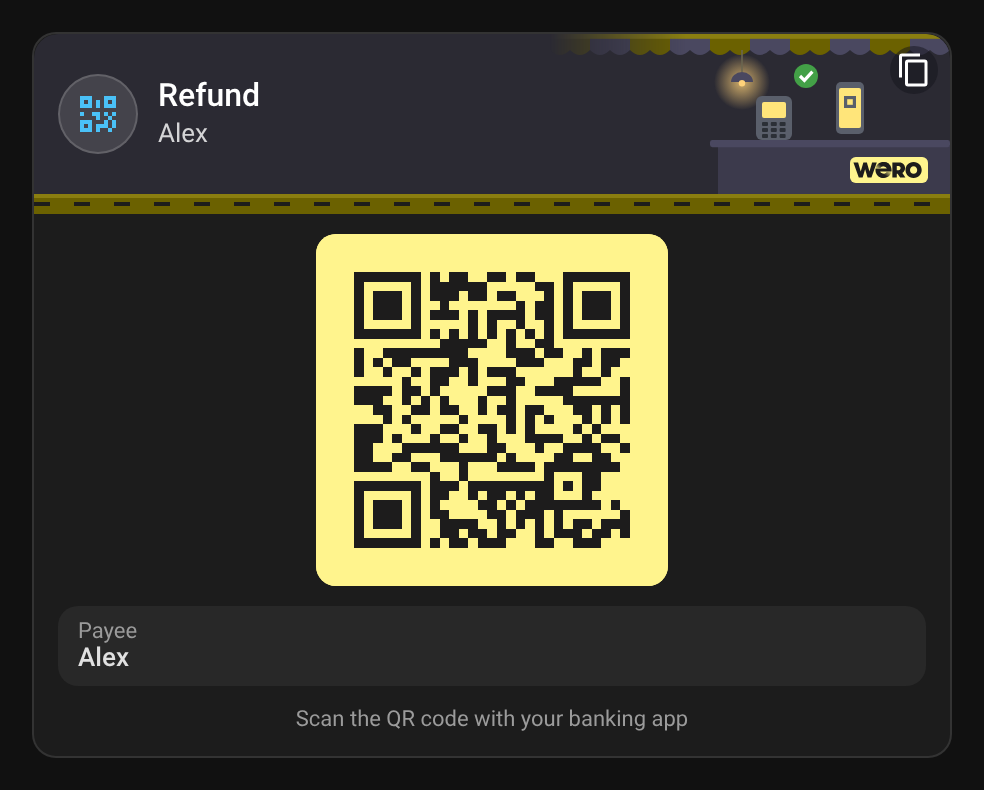 Refund
Alex
wero
Payee
Alex
Scan the QR code with your banking app